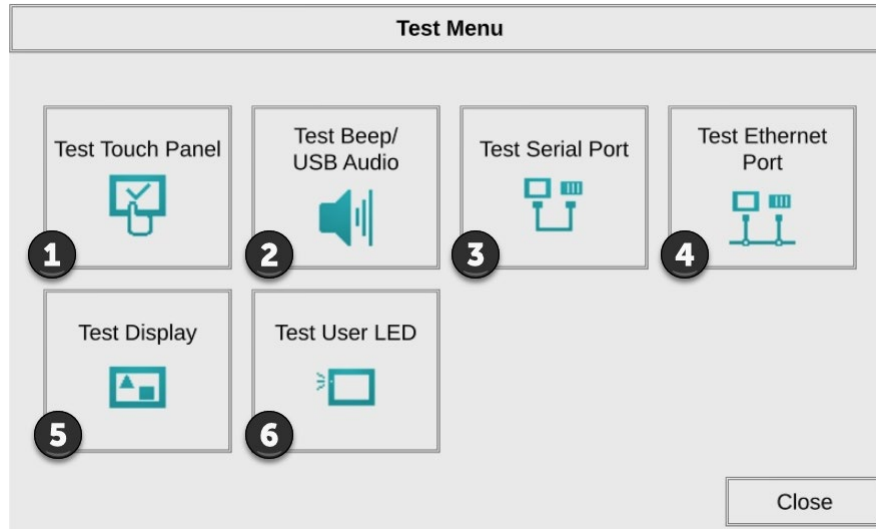 Test Menu
Test Touch Panel
1
Test Beep/
USB Audio
2
Test Serial Port
3
Test Ethernet
Port
4
Test Display
5
Test User LED
6
Close